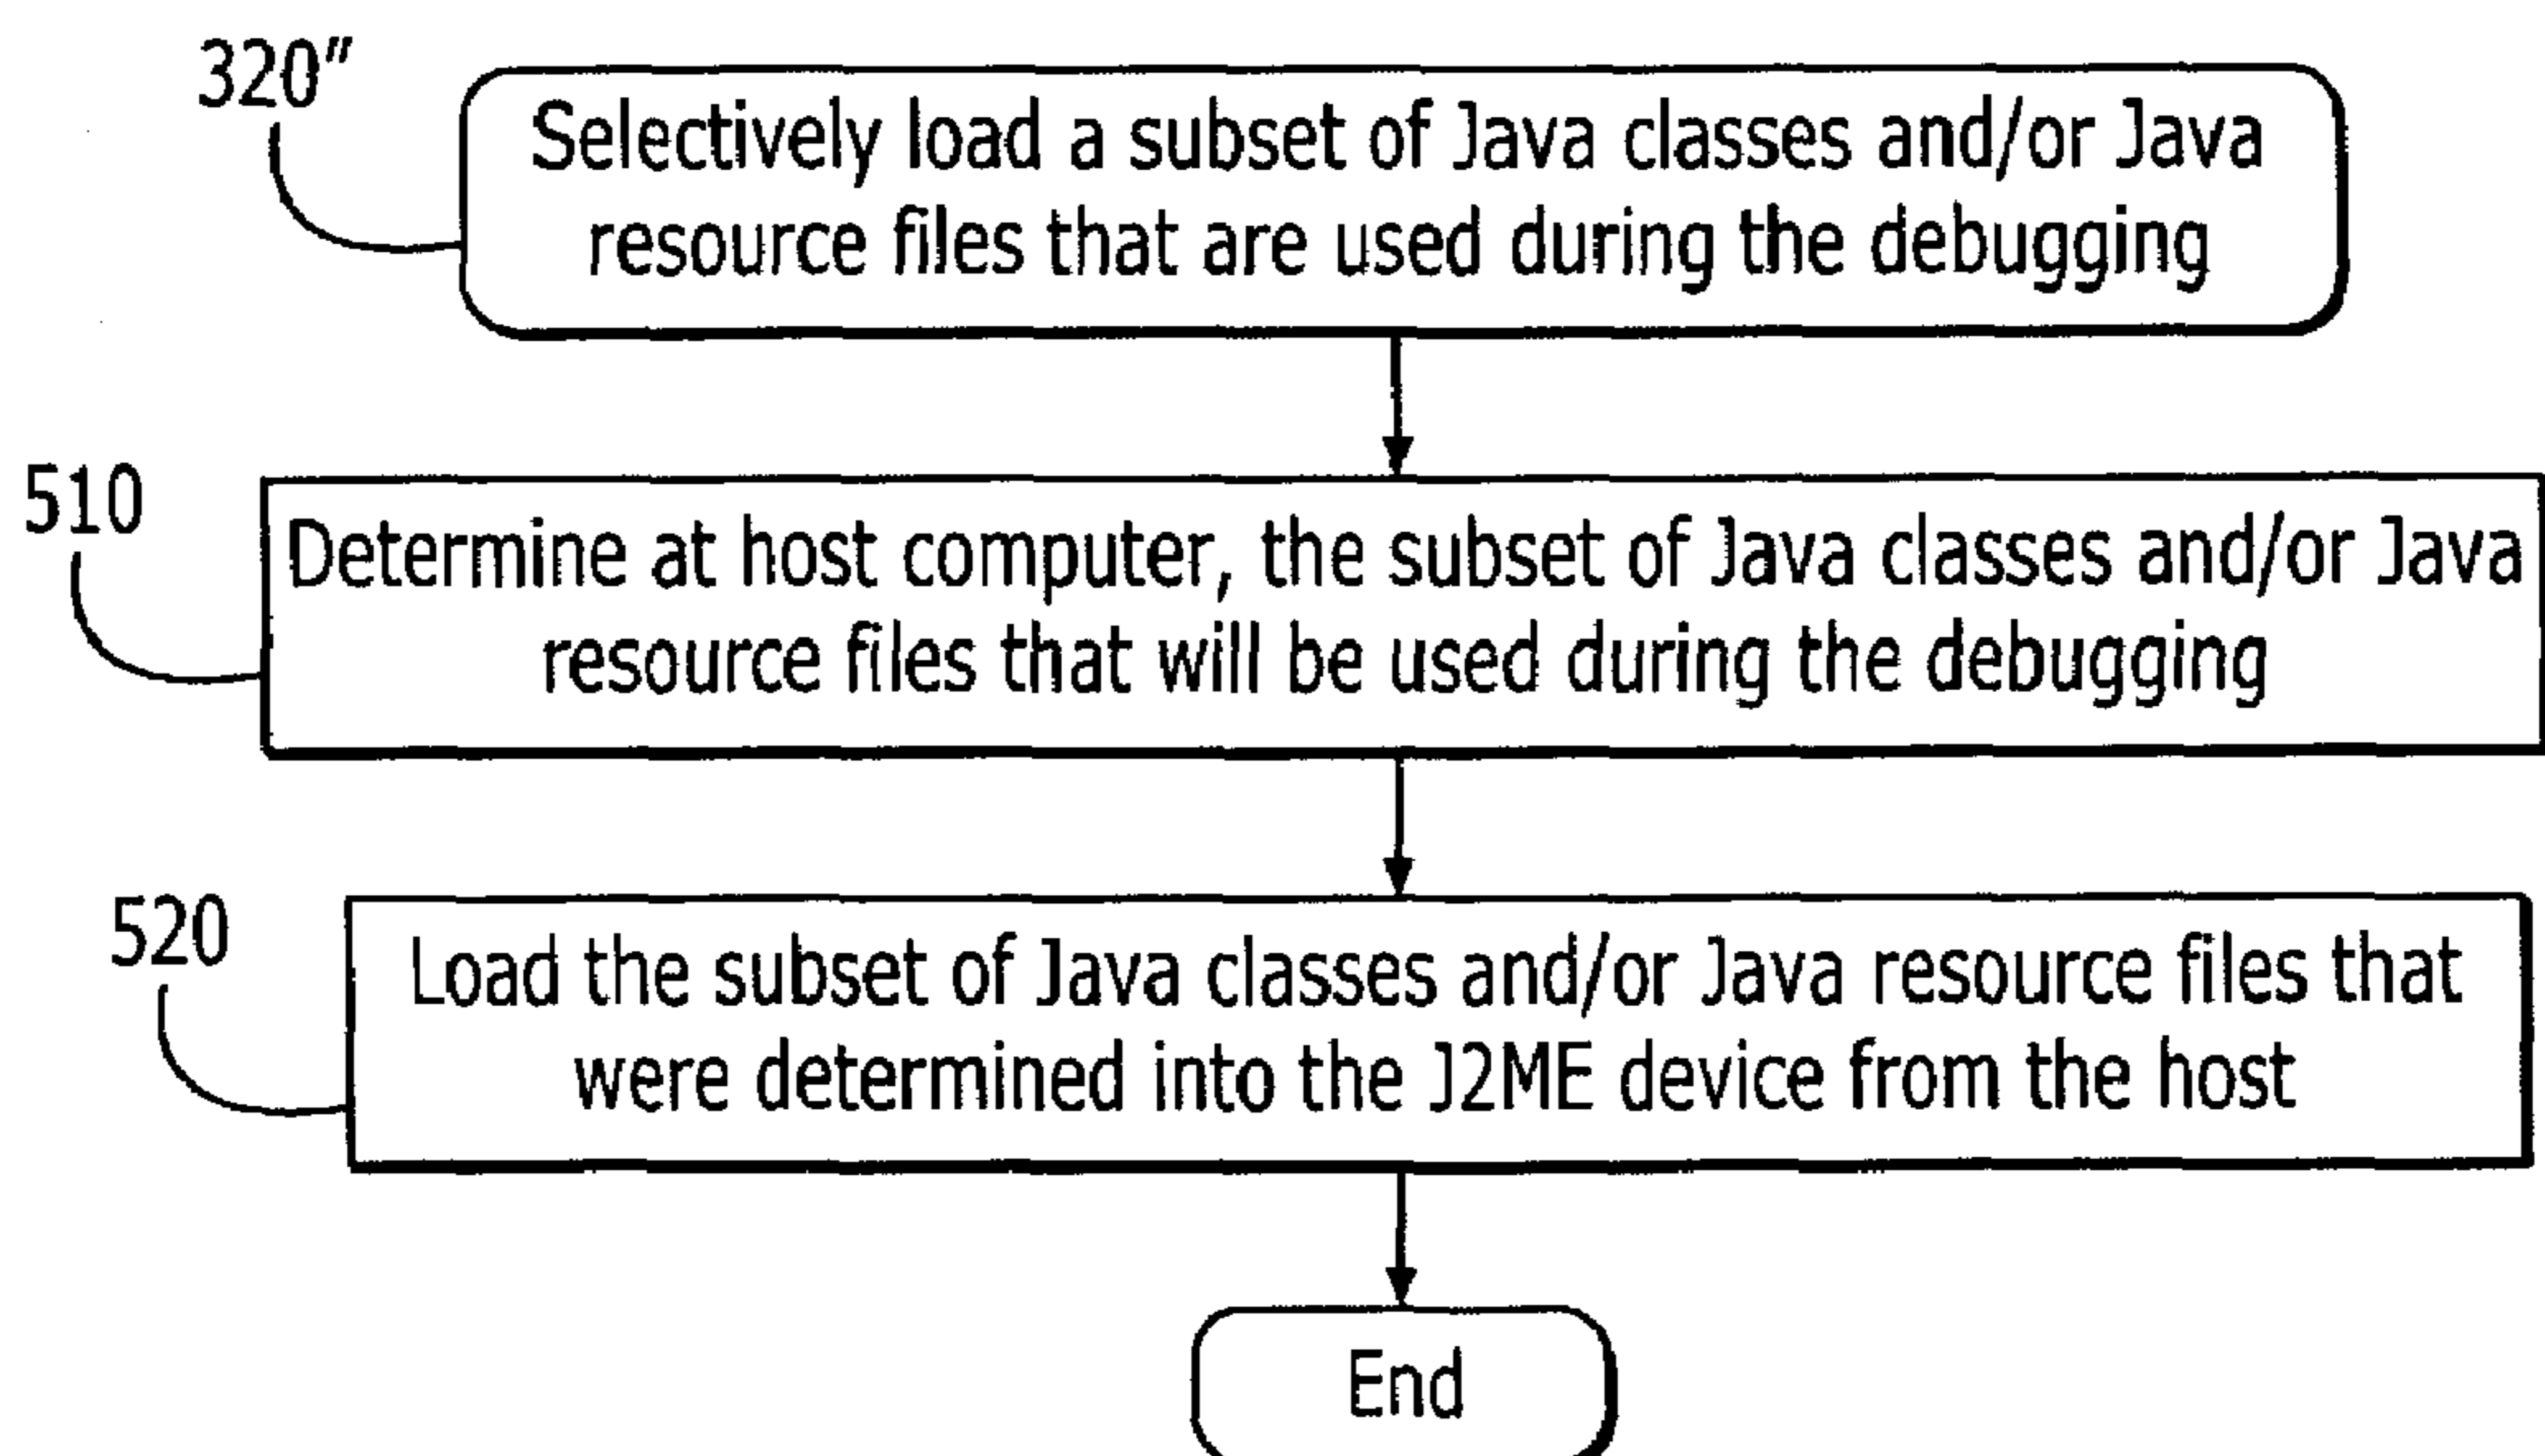 320"
Selectively load a subset of Java classes and/or Java
resource files that are used during the debugging
510
Determine at host computer, the subset of Java classes and/or Java
resource files that will be used during the debugging
520
Load the subset of Java classes and/or Java resource files that
were determined into the J2ME device from the host
End